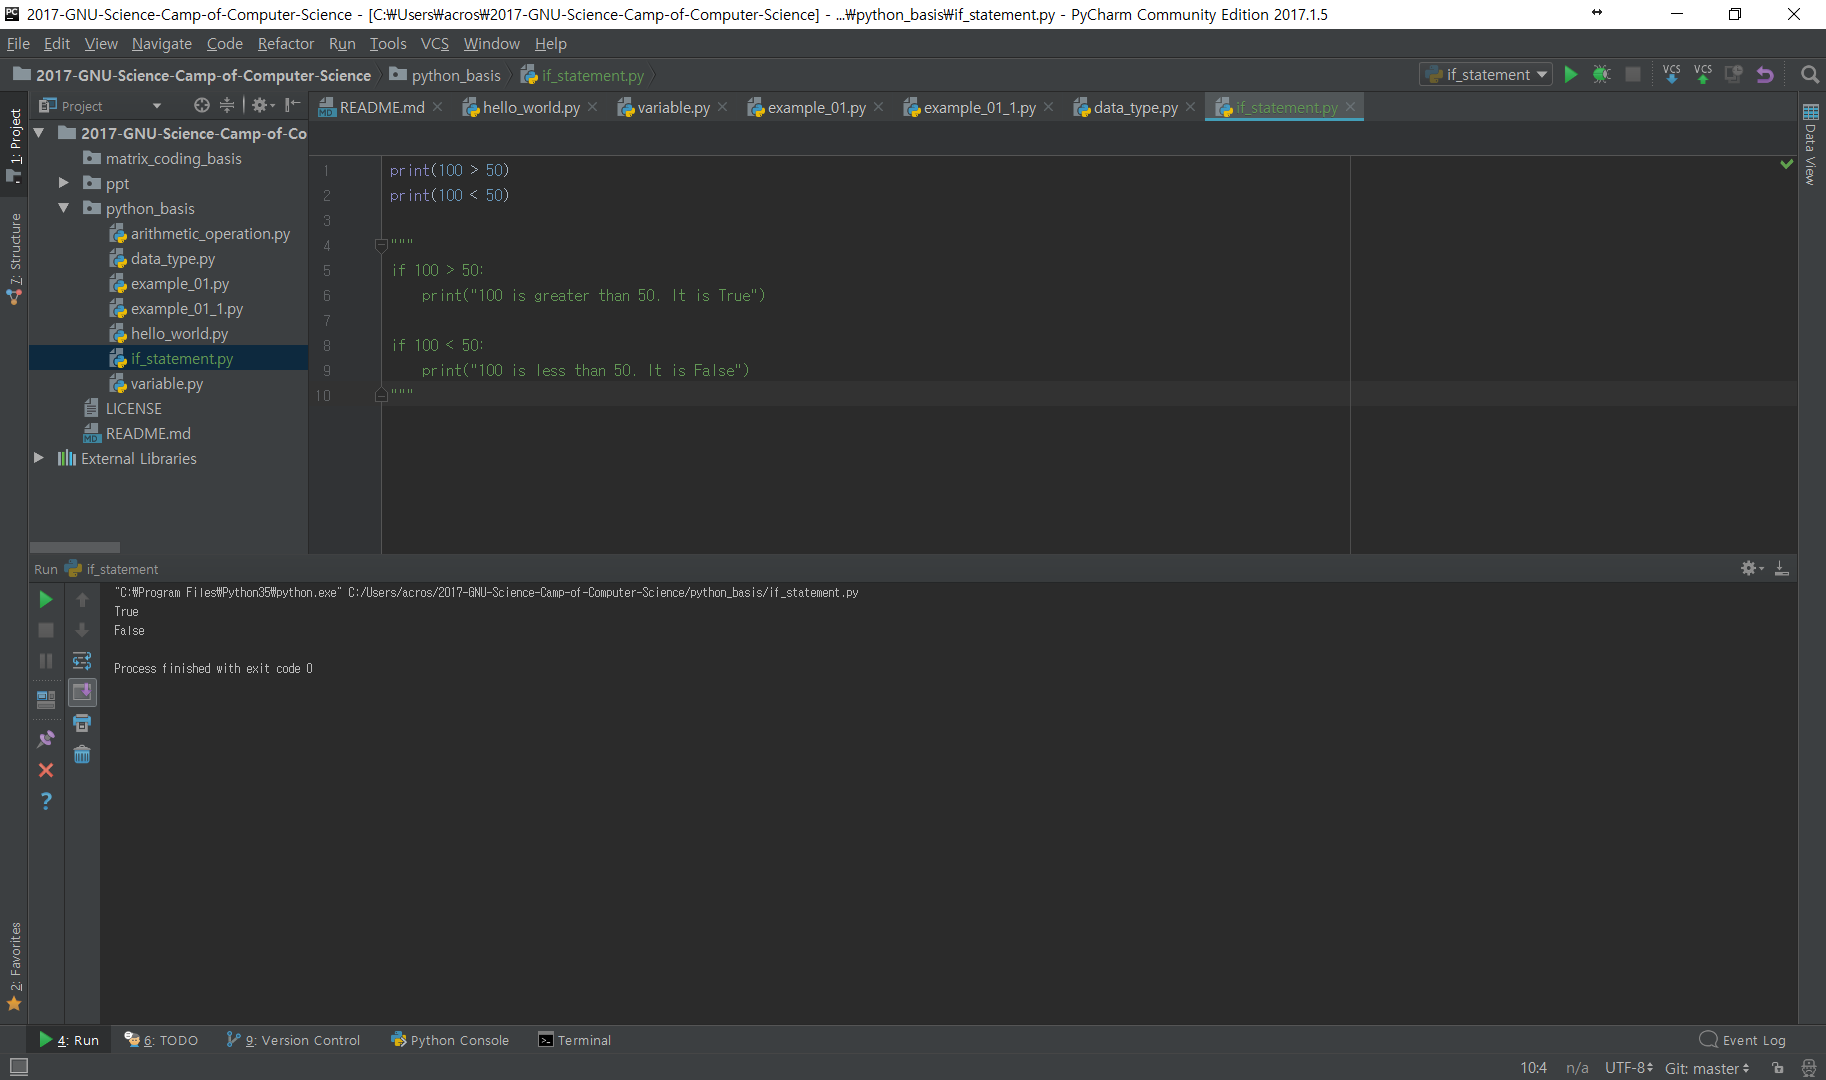 2017-GNU-Science-Camp-of-Computer-Science - [C:₩Users₩acros₩2017-GNU-Science-Camp-of-Computer-Science] - ...₩python_basis₩if_statement.py - PyCharm Community Edition 2017.1.5
File Edit View Navigate Code Refactor Run Tools VCS Window Help
2017-GNU-Science-Camp-of-Computer-Science python_basis if_statement.py if_statement VCS VCS
Project README.md hello_world.py variable.py example_01.py example_01_1.py data_type.py if_statement.py
1: Project
7: Structure
2: Favorites
Data View
2017-GNU-Science-Camp-of-Co
matrix_coding_basis
ppt
python_basis
arithmetic_operation.py
data_type.py
example_01.py
example_01_1.py
hello_world.py
if_statement.py
variable.py
LICENSE
README.md
External Libraries
1 print(100 > 50)
2 print(100 < 50)
3
4 """
5 if 100 > 50:
6 print("100 is greater than 50. It is True")
7
8 if 100 < 50:
9 print("100 is less than 50. It is False")
10 """
Run if_statement
"C:₩Program Files₩Python35₩python.exe" C:/Users/acros/2017-GNU-Science-Camp-of-Computer-Science/python_basis/if_statement.py
True
False
Process finished with exit code 0
4: Run 6: TODO 9: Version Control Python Console Terminal Event Log
10:4 n/a UTF-8 Git: master